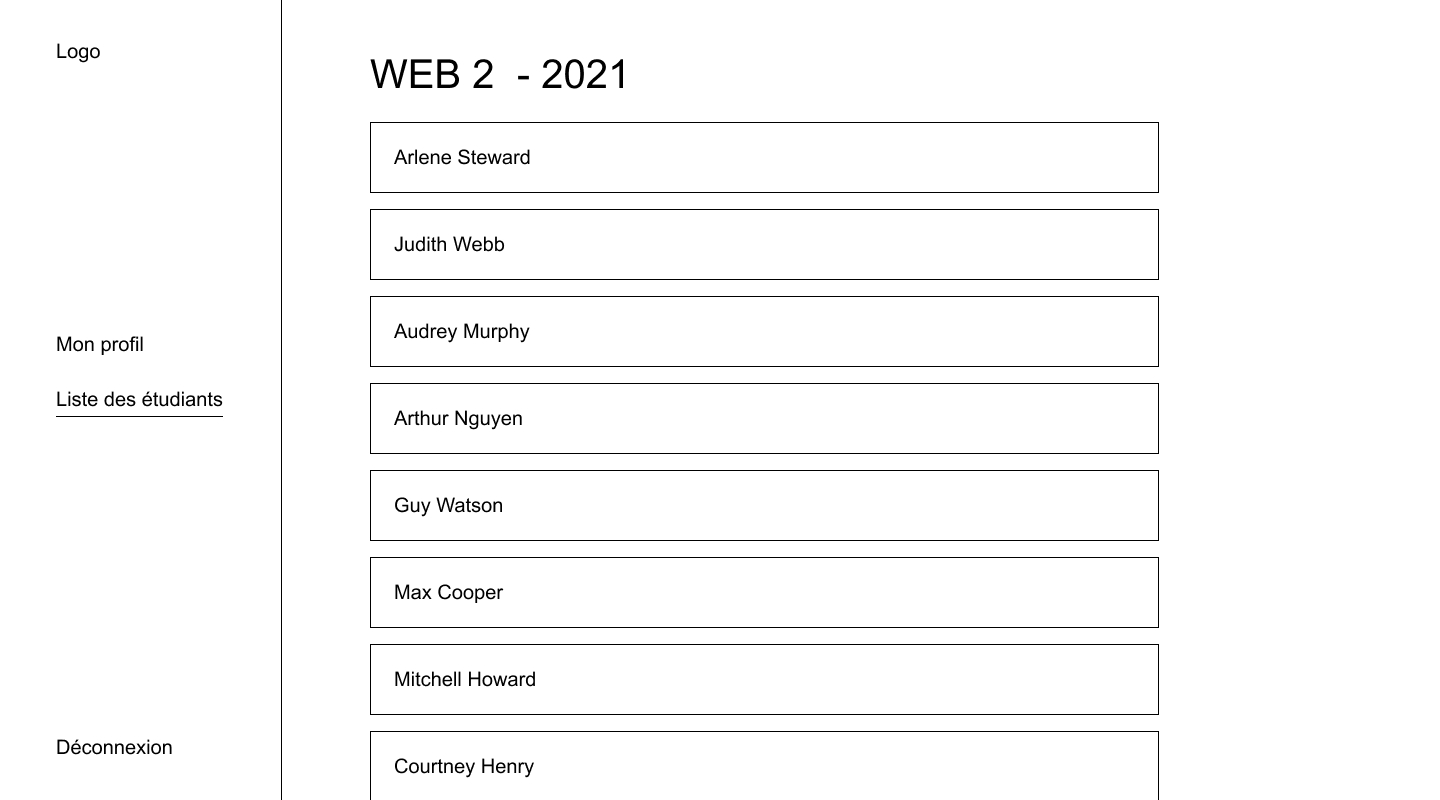 Logo
Mon profil
Liste des étudiants
Déconnexion
WEB 2  - 2021
Arlene Steward
Judith Webb
Audrey Murphy
Arthur Nguyen
Guy Watson
Max Cooper
Mitchell Howard
Courtney Henry